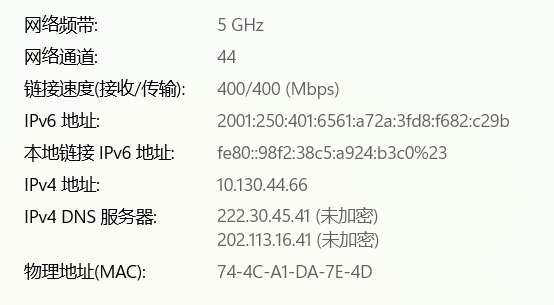 网络频带: 5 GHz
网络通道: 44
链接速度(接收/传输): 400/400 (Mbps)
IPv6 地址: 2001:250:401:6561:a72a:3fd8:f682:c29b
本地链接 IPv6 地址: fe80::98f2:38c5:a924:b3c0%23
IPv4 地址: 10.130.44.66
IPv4 DNS 服务器: 222.30.45.41 (未加密)
202.113.16.41 (未加密)
物理地址(MAC): 74-4C-A1-DA-7E-4D